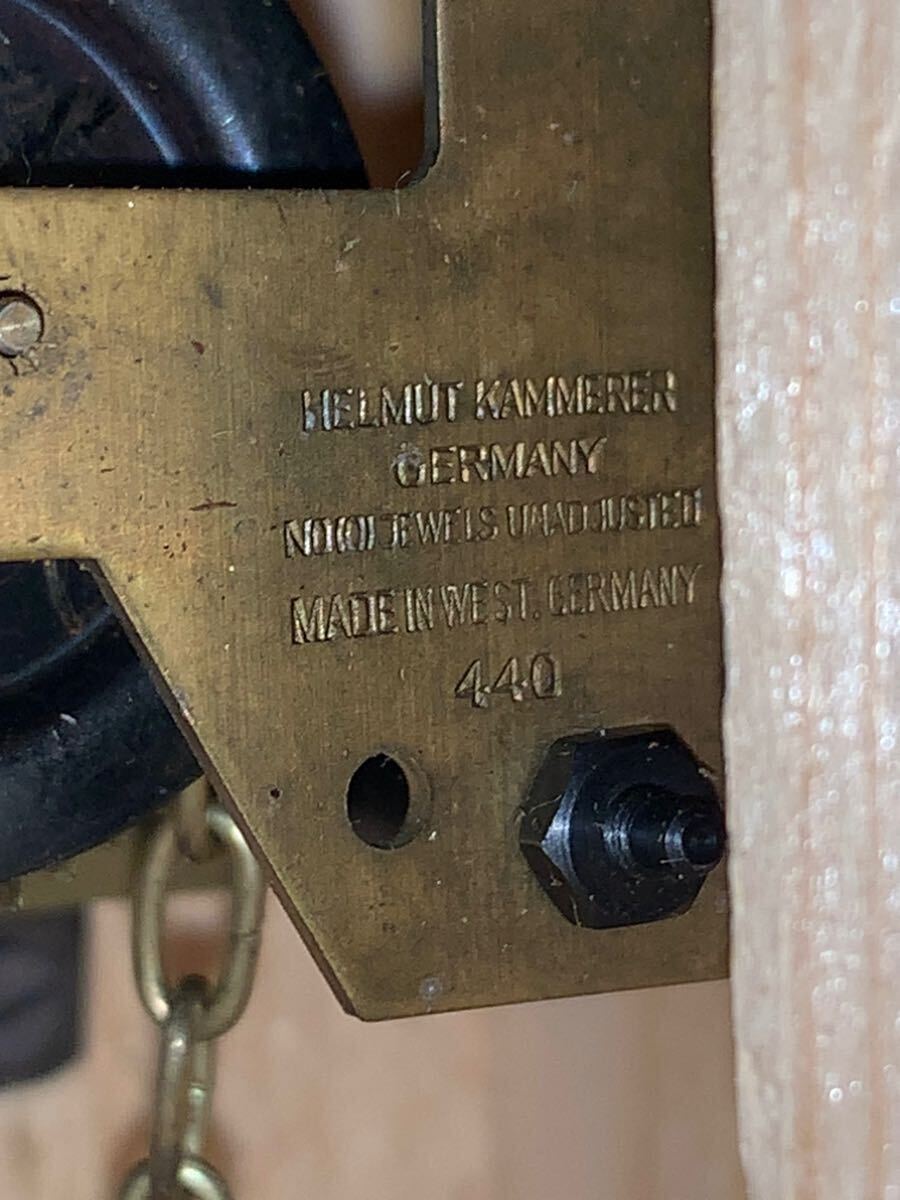 HELMUT KAMMERER
GERMANY
NO (0) JEWELS UNADJUSTED
MADE IN WEST. GERMANY
440